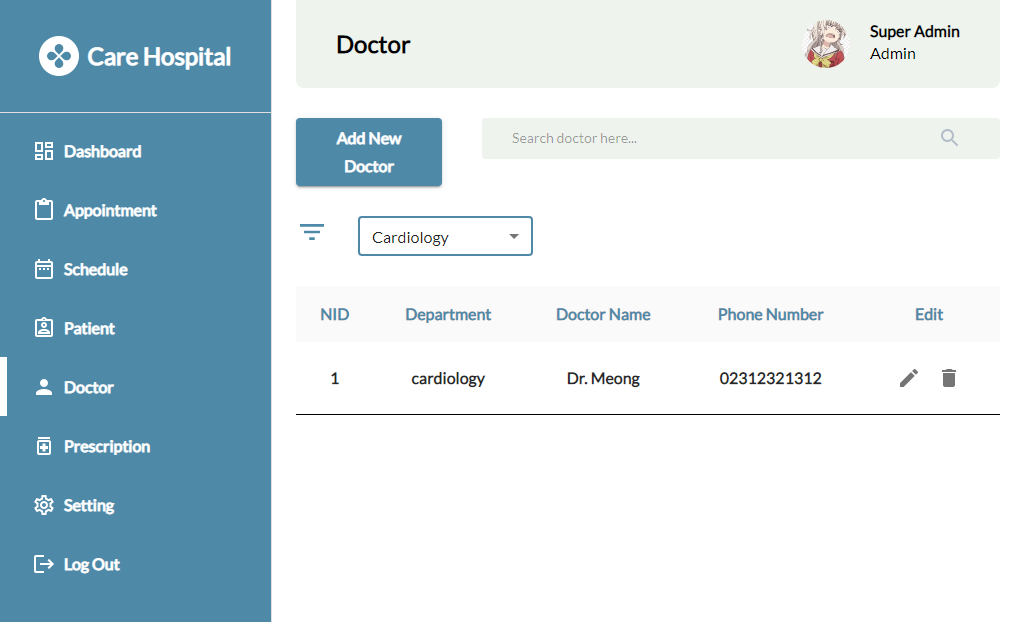 Care Hospital
Dashboard
Appointment
Schedule
Patient
Doctor
Prescription
Setting
Log Out
Doctor
Super Admin
Admin
Add New
Doctor
Search doctor here...
Cardiology
NID Department Doctor Name Phone Number Edit
1 cardiology Dr. Meong 02312321312